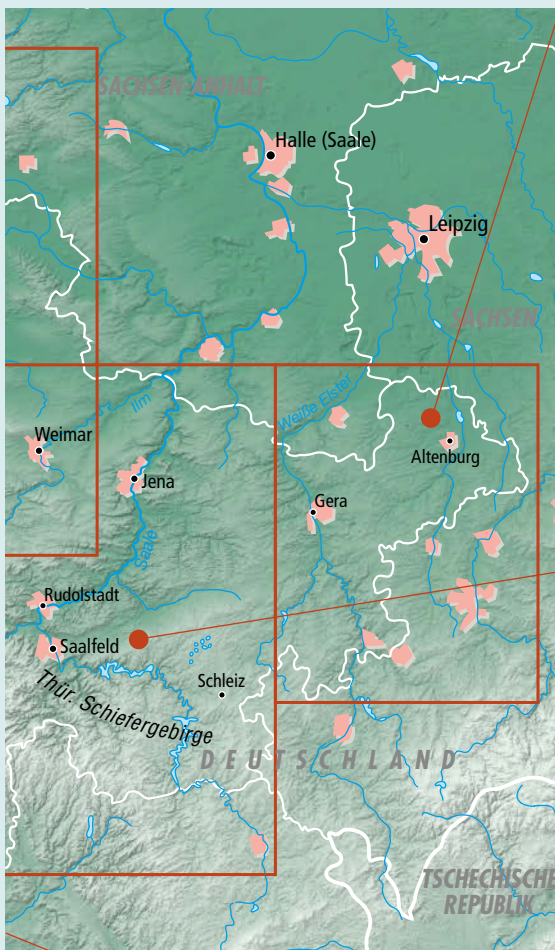 SACHSEN-ANHALT
Halle (Saale)
Leipzig
SACHSEN
Ilm
Weiße Elster
Weimar
Altenburg
Jena
Gera
Saale
Rudolstadt
Saalfeld
Schleiz
Thür. Schiefergebirge
DEUTSCHLAND
TSCHECHISCHE
REPUBLIK